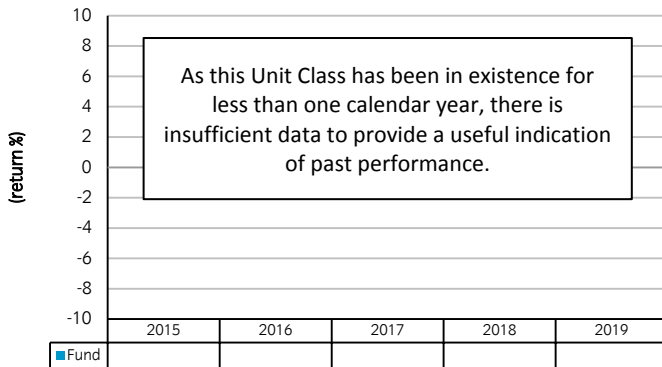 10
8
6
4
2
0
-2
-4
-6
-8
-10
(return %)
As this Unit Class has been in existence for
less than one calendar year, there is
insufficient data to provide a useful indication
of past performance.
2015 2016 2017 2018 2019
Fund